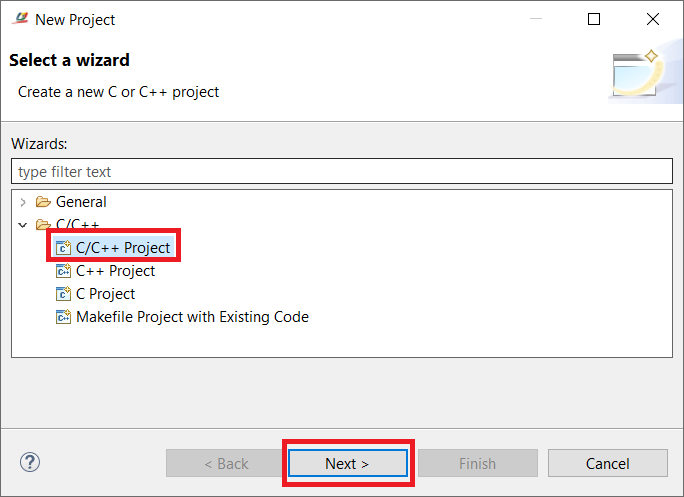 New Project
Select a wizard
Create a new C or C++ project
Wizards:
type filter text
General
C/C++
C/C++ Project
C++ Project
C Project
Makefile Project with Existing Code
< Back
Next >
Finish
Cancel